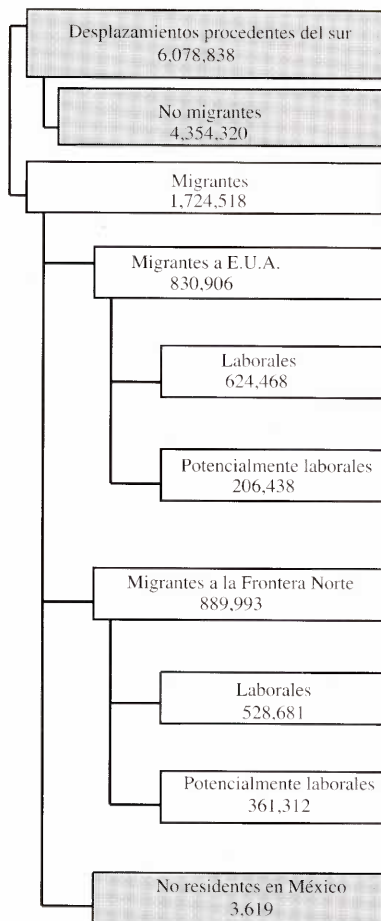 Desplazamientos procedentes del sur
6,078,838
No migrantes
4,354,320
Migrantes
1,724,518
Migrantes a E.U.A.
830,906
Laborales
624,468
Potencialmente laborales
206,438
Migrantes a la Frontera Norte
889,993
Laborales
528,681
Potencialmente laborales
361,312
No residentes en México
3,619